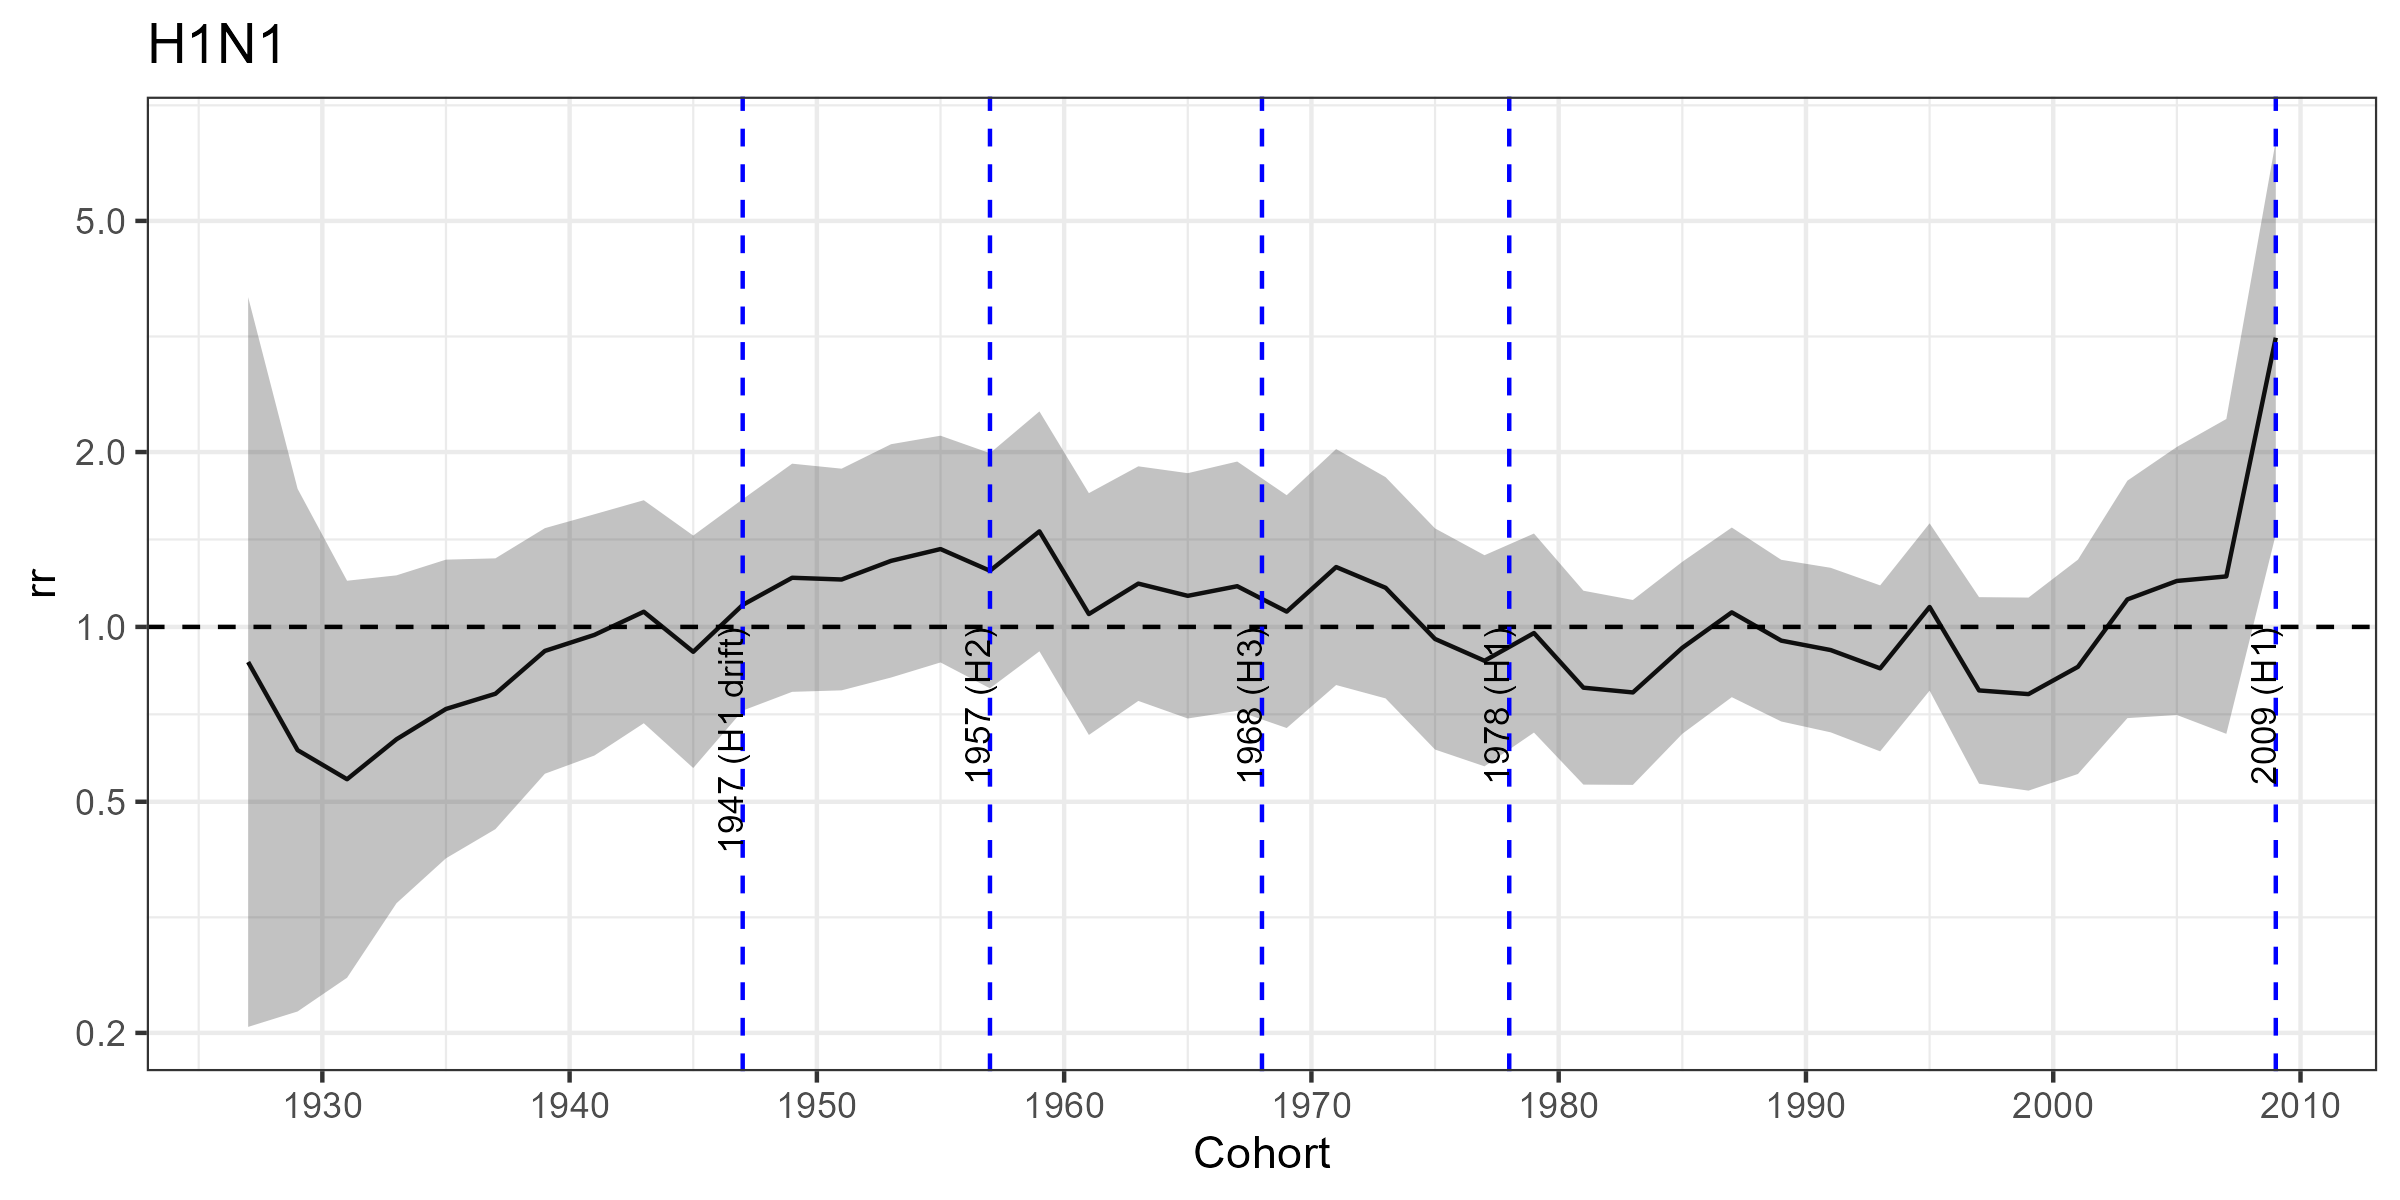 H1N1
rr
5.0
2.0
1.0
0.5
0.2
1947 (H1 drift)
1957 (H2)
1968 (H3)
1978 (H1)
2009 (H1)
1930 1940 1950 1960 1970 1980 1990 2000 2010
Cohort